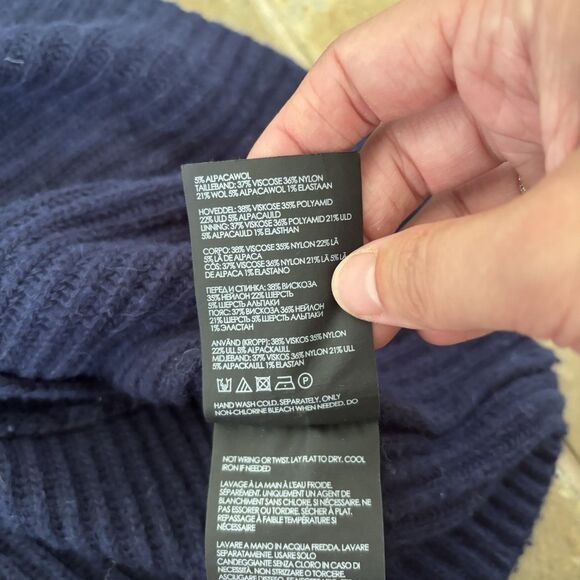 5% ALPACAWOL
TAILLEBAND: 37% VISCOSE 36% NYLON
21% WOL 5% ALPACAWOL 1% ELASTAAN
HOVEDDEL: 38% VISKOSE 35% POLYAMID
22% ULD 5% ALPACAULD
LINNING: 37% VISKOSE 36% POLYAMID 21% ULD
5% ALPACAULD 1% ELASTHAN
CORPO: 38% VISCOSE 35% NYLON 22% LÃ
5% LÃ DE ALPACA
CÓS: 37% VISCOSE 36% NYLON 21% LÃ 5% LÃ
DE ALPACA 1% ELASTANO
ПЕРЕД И СПИНКА: 38% ВИСКОЗА
35% НЕЙЛОН 22% ШЕРСТЬ
5% ШЕРСТЬ АЛЬПАКИ
ПОЯС: 37% ВИСКОЗА 36% НЕЙЛОН
21% ШЕРСТЬ 5% ШЕРСТЬ АЛЬПАКИ
1% ЭЛАСТАН
ANVÄND (KROPP): 38% VISKOS 35% NYLON
22% ULL 5% ALPACKAULL
MIDJEBAND: 37% VISKOS 36% NYLON 21% ULL
5% ALPACKAULL 1% ELASTAN
HAND WASH COLD. SEPARATELY. ONLY
NON-CHLORINE BLEACH WHEN NEEDED. DO
NOT WRING OR TWIST. LAY FLAT TO DRY. COOL
IRON IF NEEDED
LAVAGE À LA MAIN À L'EAU FROIDE.
SÉPARÉMENT. UNIQUEMENT UN AGENT DE
BLANCHIMENT SANS CHLORE, SI NÉCESSAIRE. NE
PAS ESSORER OU TORDRE. SÉCHER À PLAT.
REPASSAGE À FAIBLE TEMPÉRATURE SI
NÉCESSAIRE
LAVARE A MANO IN ACQUA FREDDA. LAVARE
SEPARATAMENTE. USARE SOLO
CANDEGGIANTE SENZA CLORO IN CASO DI
NECESSITÀ. NON STRIZZARE O TORCERE.